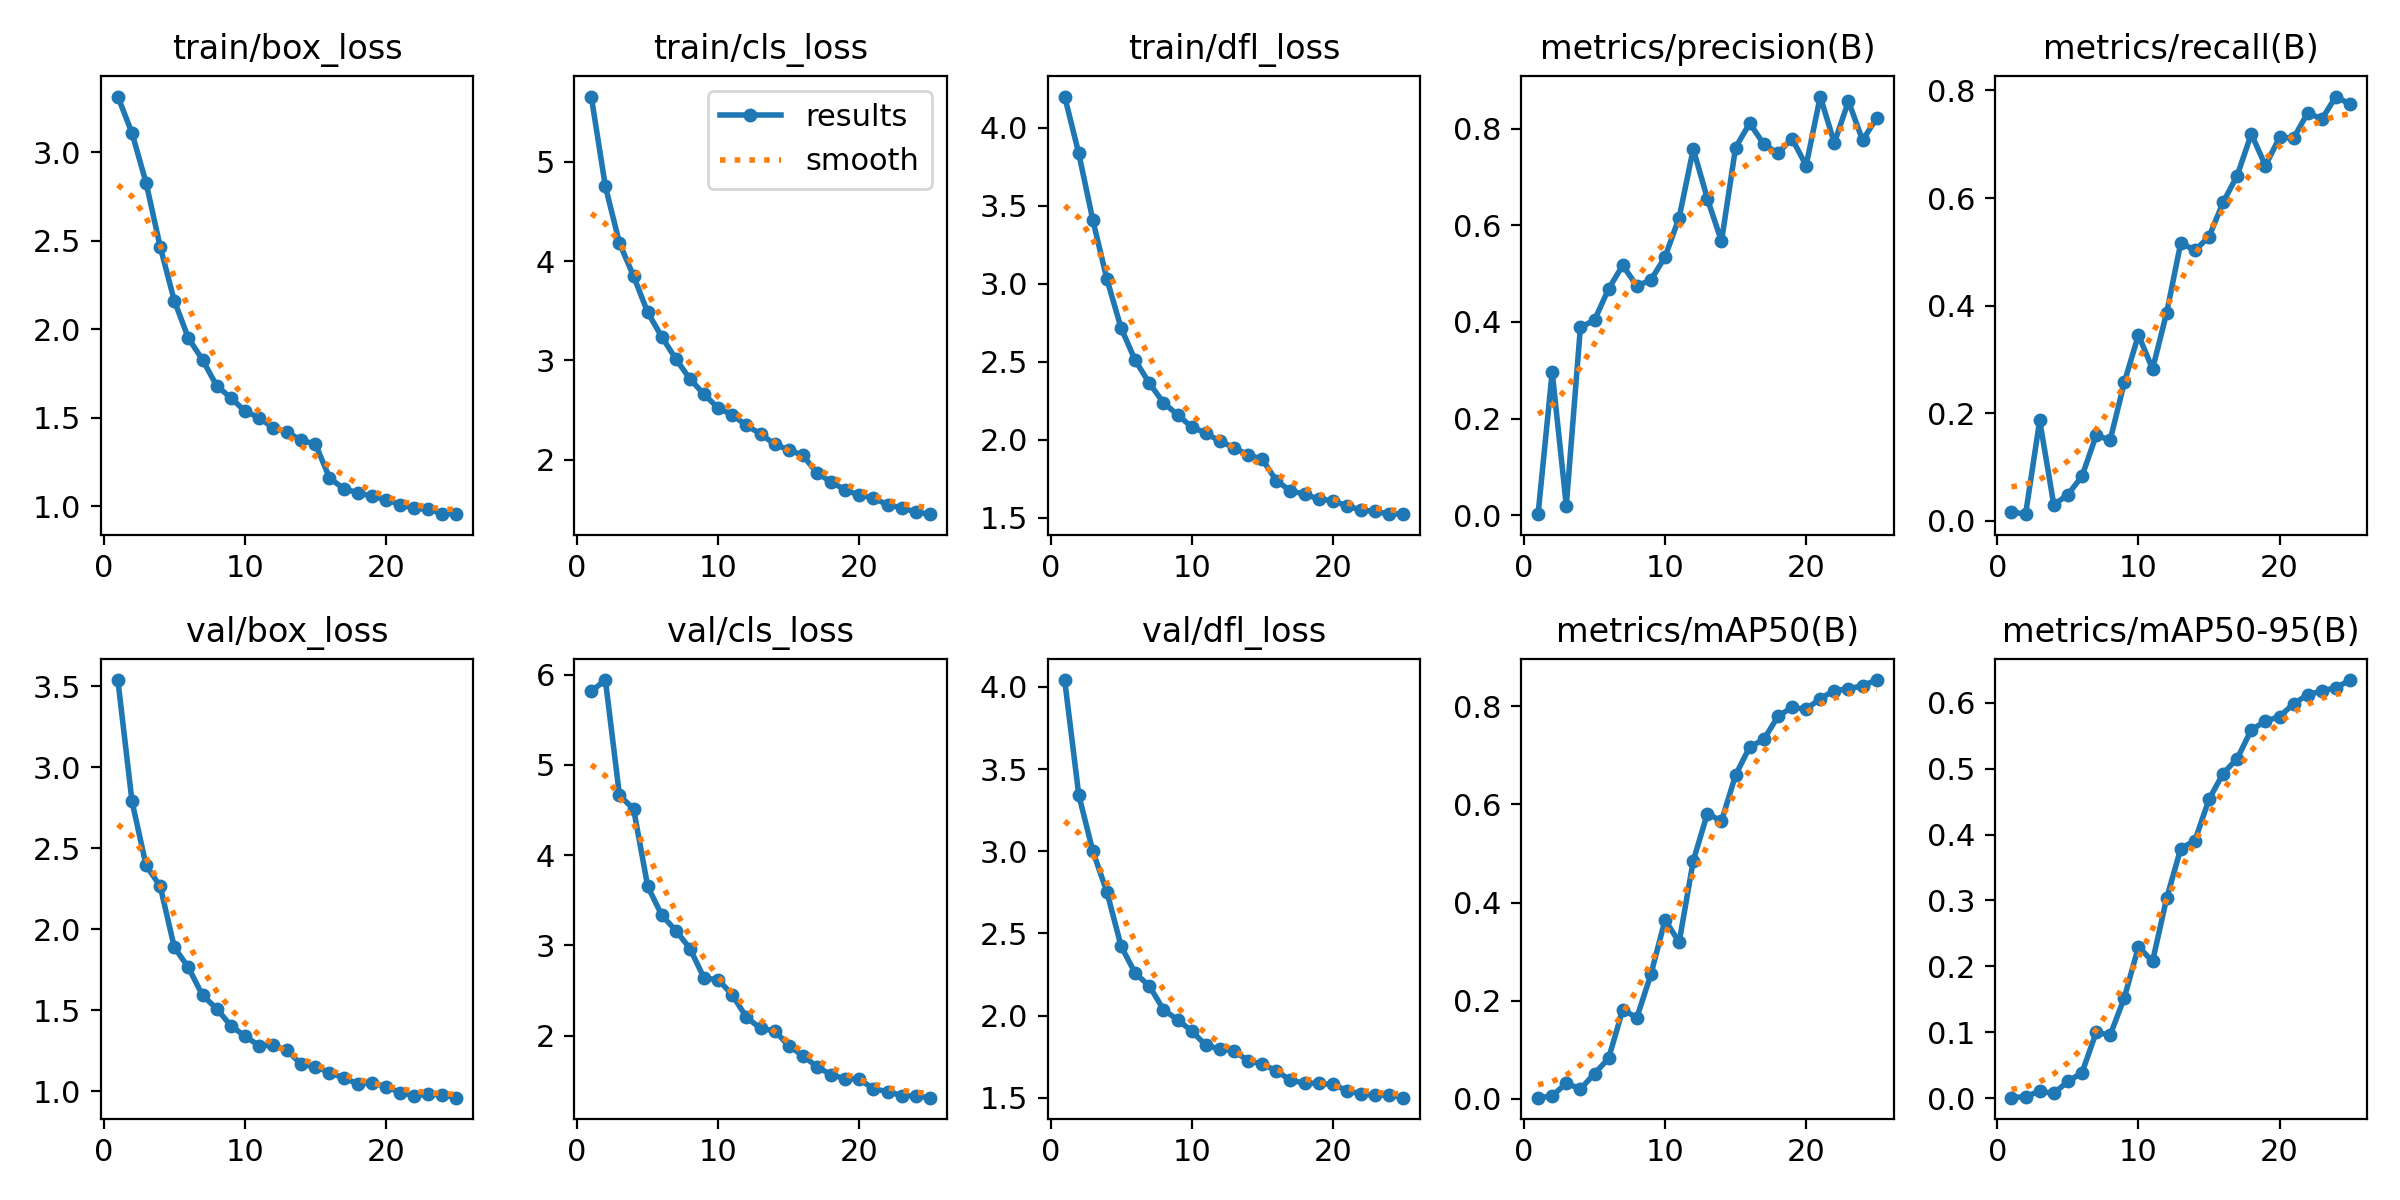 train/box_loss
3.0
2.5
2.0
1.5
1.0
0 10 20
train/cls_loss
results
smooth
5
4
3
2
0 10 20
train/dfl_loss
4.0
3.5
3.0
2.5
2.0
1.5
0 10 20
metrics/precision(B)
0.8
0.6
0.4
0.2
0.0
0 10 20
metrics/recall(B)
0.8
0.6
0.4
0.2
0.0
0 10 20
val/box_loss
3.5
3.0
2.5
2.0
1.5
1.0
0 10 20
val/cls_loss
6
5
4
3
2
0 10 20
val/dfl_loss
4.0
3.5
3.0
2.5
2.0
1.5
0 10 20
metrics/mAP50(B)
0.8
0.6
0.4
0.2
0.0
0 10 20
metrics/mAP50-95(B)
0.6
0.5
0.4
0.3
0.2
0.1
0.0
0 10 20